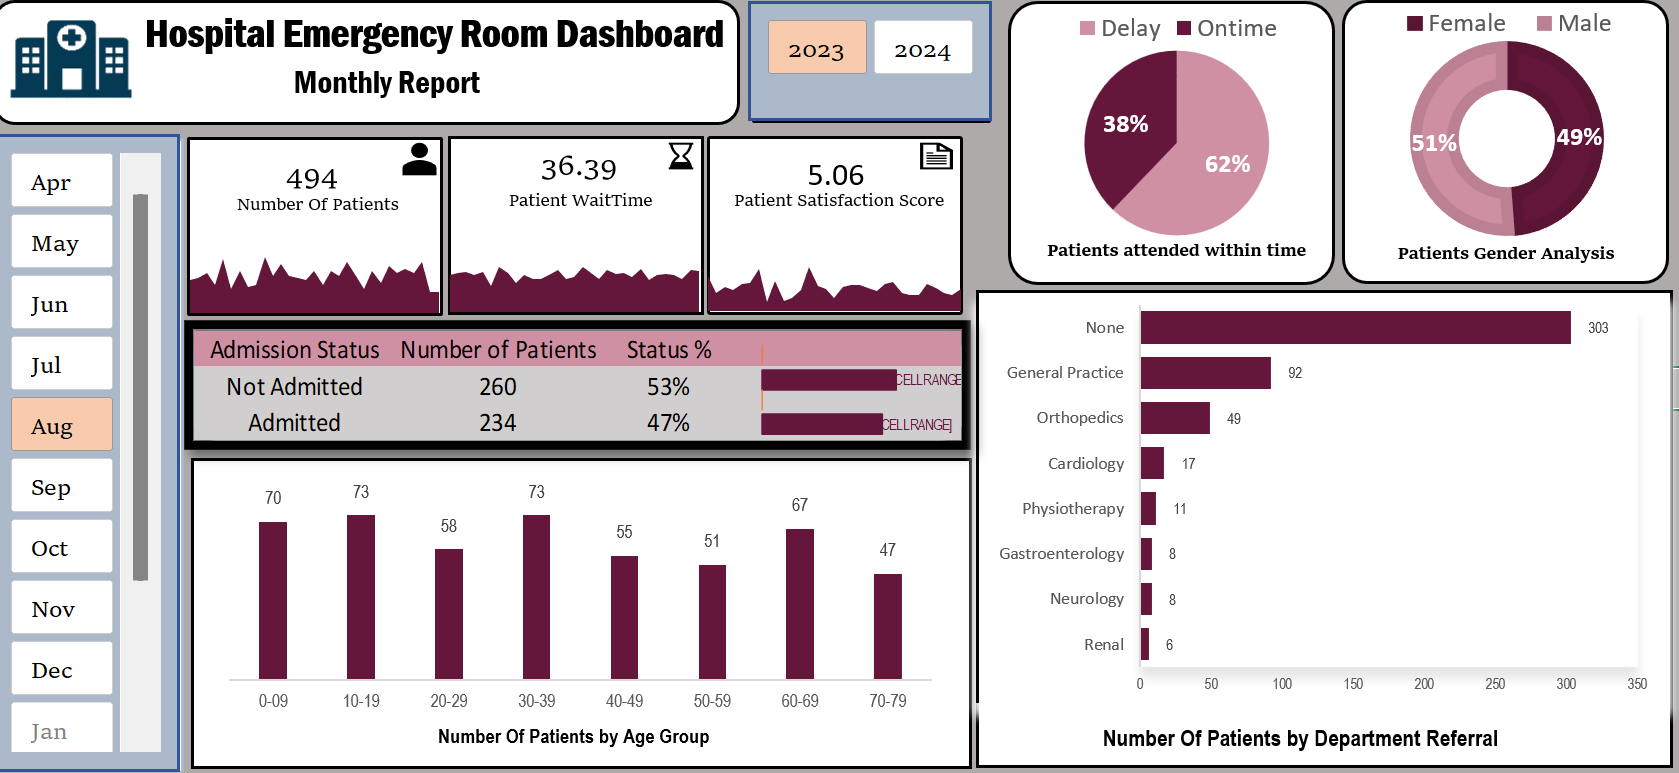 Hospital Emergency Room Dashboard
Monthly Report
2023
2024
Apr
May
Jun
Jul
Aug
Sep
Oct
Nov
Dec
Jan
494
Number Of Patients
36.39
Patient WaitTime
5.06
Patient Satisfaction Score
Delay Ontime
38%
62%
Patients attended within time
Female Male
51% 49%
Patients Gender Analysis
Admission Status Number of Patients Status %
Not Admitted 260 53% CELLRANGE
Admitted 234 47% CELLRANGE]
70 73 58 73 55 51 67 47
0-09 10-19 20-29 30-39 40-49 50-59 60-69 70-79
Number Of Patients by Age Group
None 303
General Practice 92
Orthopedics 49
Cardiology 17
Physiotherapy 11
Gastroenterology 8
Neurology 8
Renal 6
0 50 100 150 200 250 300 350
Number Of Patients by Department Referral